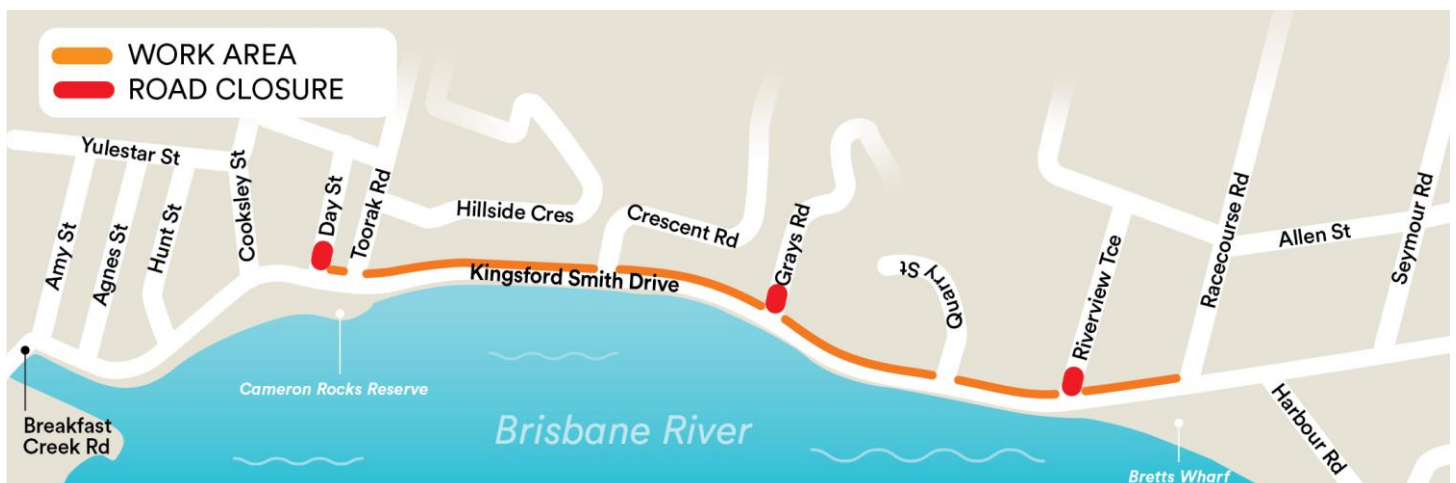 WORK AREA
ROAD CLOSURE
Yulestar St
Amy St
Agnes St
Hunt St
Cooksley St
Day St
Toorak Rd
Hillside Cres
Crescent Rd
Grays Rd
Kingsford Smith Drive
Quarry St
Riverview Tce
Racecourse Rd
Allen St
Seymour Rd
Harbour Rd
Cameron Rocks Reserve
Breakfast
Creek Rd
Brisbane River
Bretts Wharf